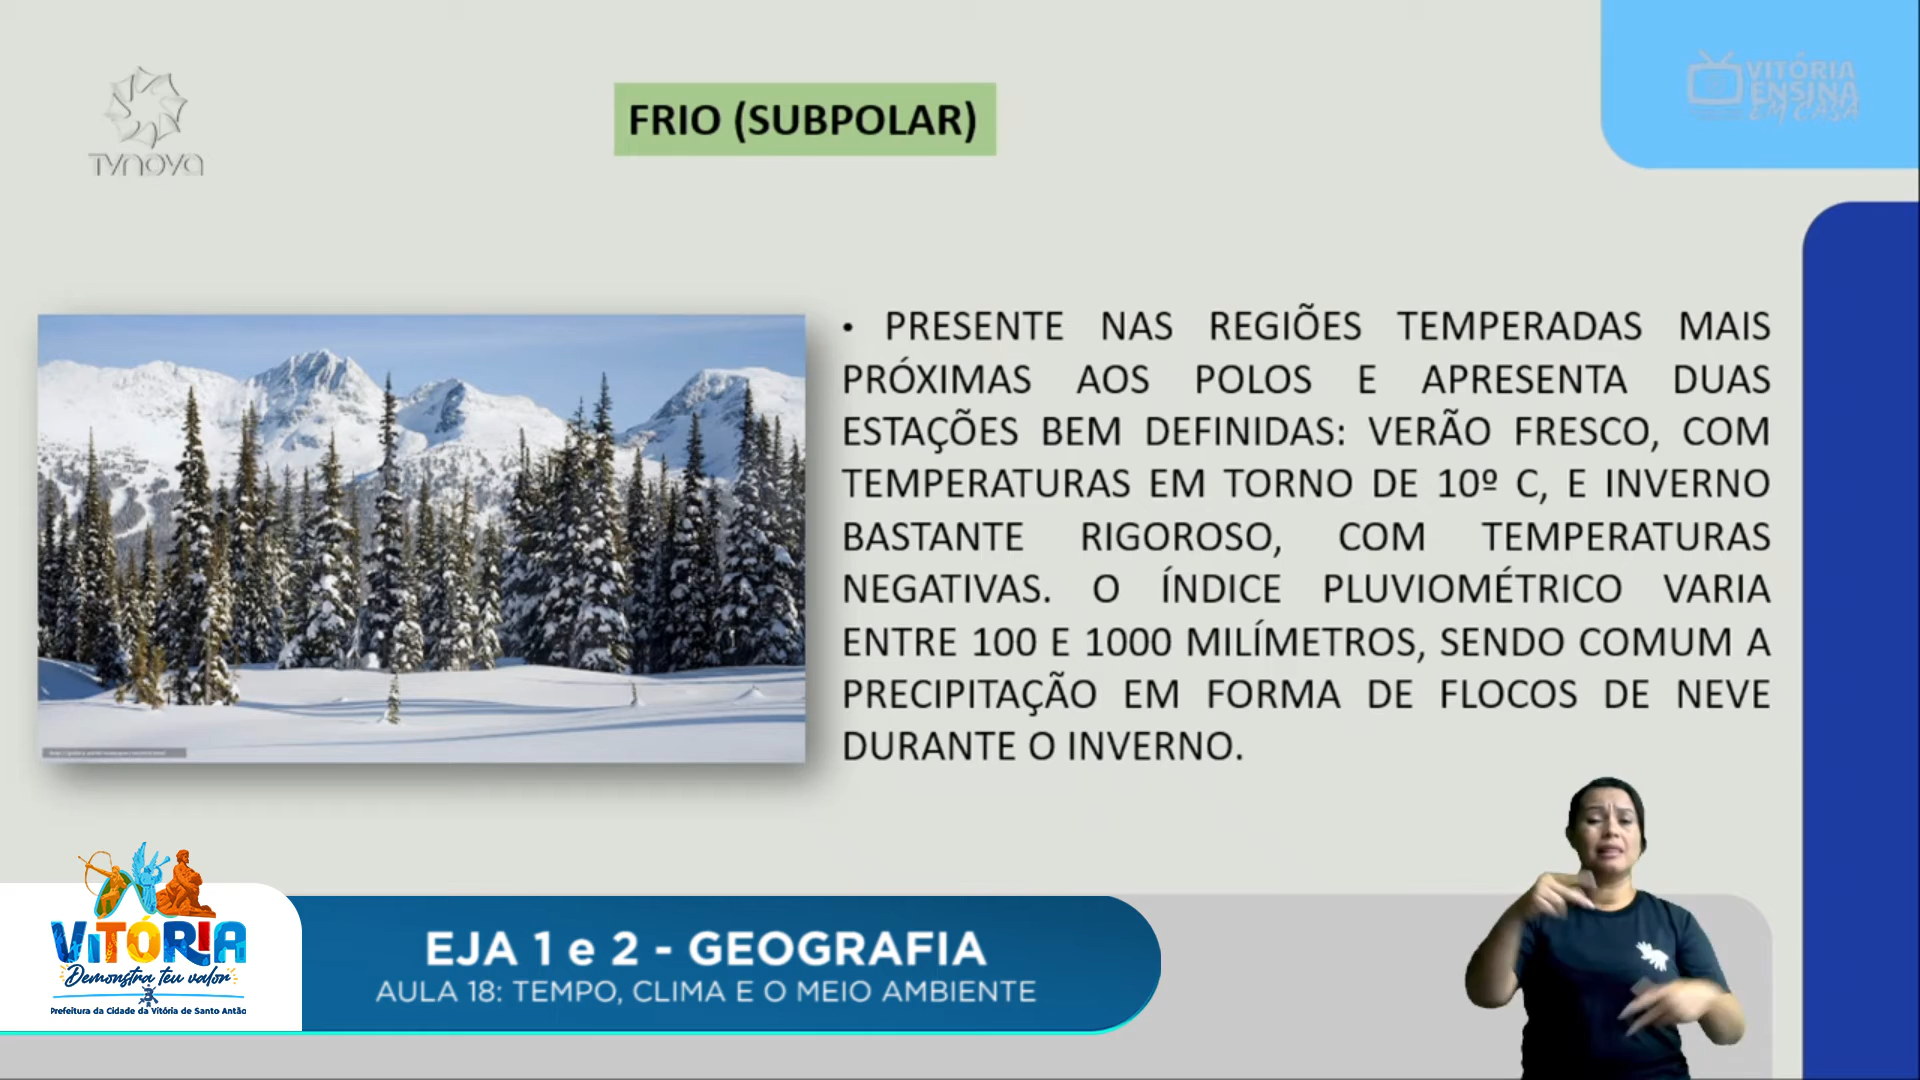 TVNOVA
FRIO (SUBPOLAR)
VITÓRIA
ENSINA
EM CASA
• PRESENTE NAS REGIÕES TEMPERADAS MAIS
PRÓXIMAS AOS POLOS E APRESENTA DUAS
ESTAÇÕES BEM DEFINIDAS: VERÃO FRESCO, COM
TEMPERATURAS EM TORNO DE 10º C, E INVERNO
BASTANTE RIGOROSO, COM TEMPERATURAS
NEGATIVAS. O ÍNDICE PLUVIOMÉTRICO VARIA
ENTRE 100 E 1000 MILÍMETROS, SENDO COMUM A
PRECIPITAÇÃO EM FORMA DE FLOCOS DE NEVE
DURANTE O INVERNO.
VITÓRIA
Demonstra teu valor
Prefeitura da Cidade da Vitória de Santo Antão
EJA 1 e 2 - GEOGRAFIA
AULA 18: TEMPO, CLIMA E O MEIO AMBIENTE